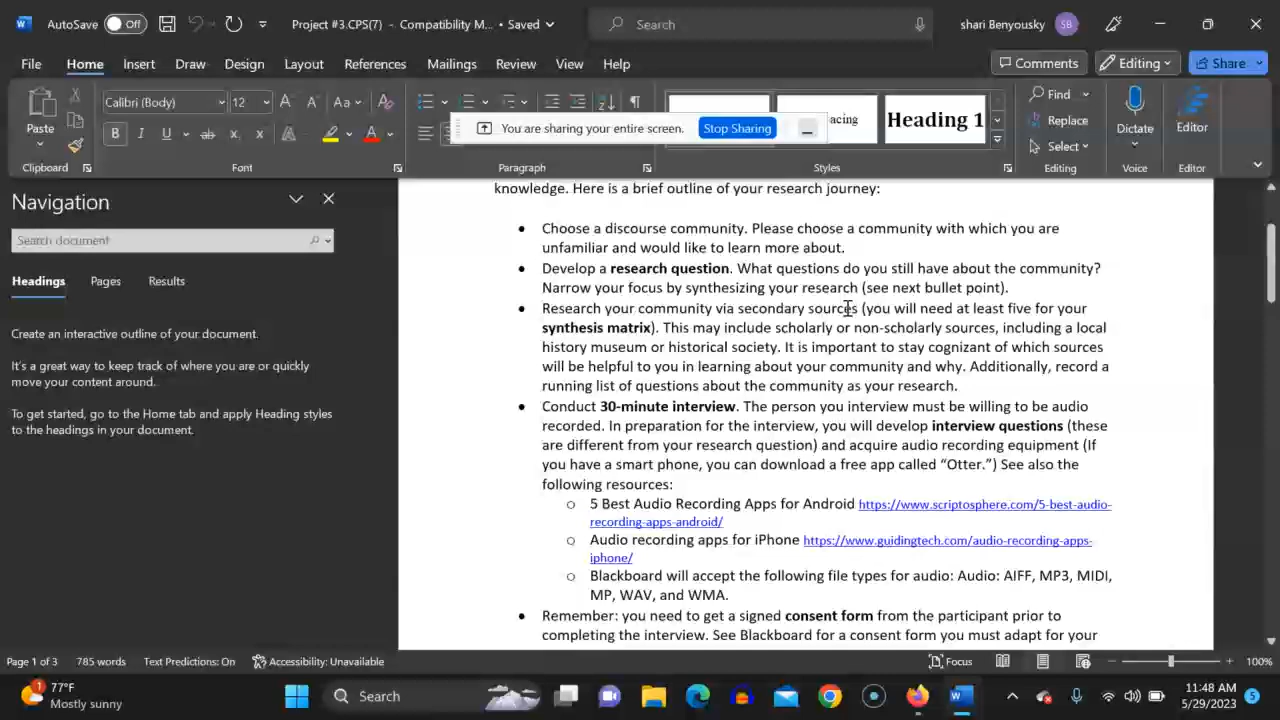 AutoSave Off Project #3.CPS(7) - Compatibility M... • Saved Search shari Benyousky SB
File Home Insert Draw Design Layout References Mailings Review View Help Comments Editing Share
Paste Calibri (Body) 12 Aa Heading 1 Find Replace Select Dictate Editor
You are sharing your entire screen. Stop Sharing
Clipboard Font Paragraph Styles Editing Voice Editor
Navigation
Search document
Headings Pages Results
Create an interactive outline of your document.
It's a great way to keep track of where you are or quickly
move your content around.
To get started, go to the Home tab and apply Heading styles
to the headings in your document.
knowledge. Here is a brief outline of your research journey:
• Choose a discourse community. Please choose a community with which you are
unfamiliar and would like to learn more about.
• Develop a research question. What questions do you still have about the community?
Narrow your focus by synthesizing your research (see next bullet point).
• Research your community via secondary sources (you will need at least five for your
synthesis matrix). This may include scholarly or non-scholarly sources, including a local
history museum or historical society. It is important to stay cognizant of which sources
will be helpful to you in learning about your community and why. Additionally, record a
running list of questions about the community as your research.
• Conduct 30-minute interview. The person you interview must be willing to be audio
recorded. In preparation for the interview, you will develop interview questions (these
are different from your research question) and acquire audio recording equipment (If
you have a smart phone, you can download a free app called “Otter.”) See also the
following resources:
o 5 Best Audio Recording Apps for Android https://www.scriptosphere.com/5-best-audio-
recording-apps-android/
o Audio recording apps for iPhone https://www.guidingtech.com/audio-recording-apps-
iphone/
o Blackboard will accept the following file types for audio: Audio: AIFF, MP3, MIDI,
MP, WAV, and WMA.
• Remember: you need to get a signed consent form from the participant prior to
completing the interview. See Blackboard for a consent form you must adapt for your
Page 1 of 3 785 words Text Predictions: On Accessibility: Unavailable Focus 100%
77°F
Mostly sunny
Search
11:48 AM
5/29/2023